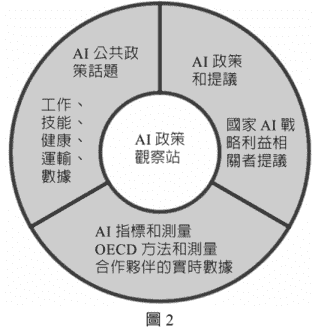 AI 公共政
策話題
工作、
技能、
健康、
運輸、
數據
AI 政策
和提議
國家 AI 戰
略利益相
關者提議
AI 政策
觀察站
AI 指標和測量
OECD 方法和測量
合作夥伴的實時數據
圖 2